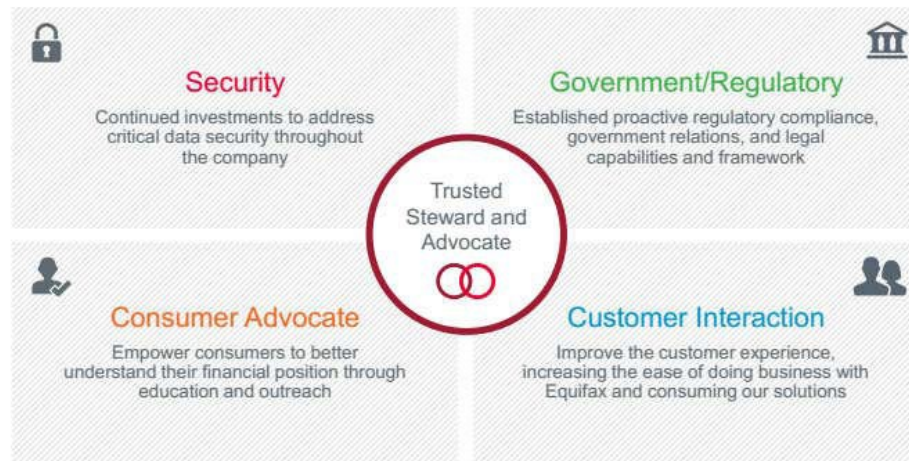 Security
Continued investments to address
critical data security throughout
the company
Government/Regulatory
Established proactive regulatory compliance,
government relations, and legal
capabilities and framework
Trusted
Steward and
Advocate
Consumer Advocate
Empower consumers to better
understand their financial position through
education and outreach
Customer Interaction
Improve the customer experience,
increasing the ease of doing business with
Equifax and consuming our solutions